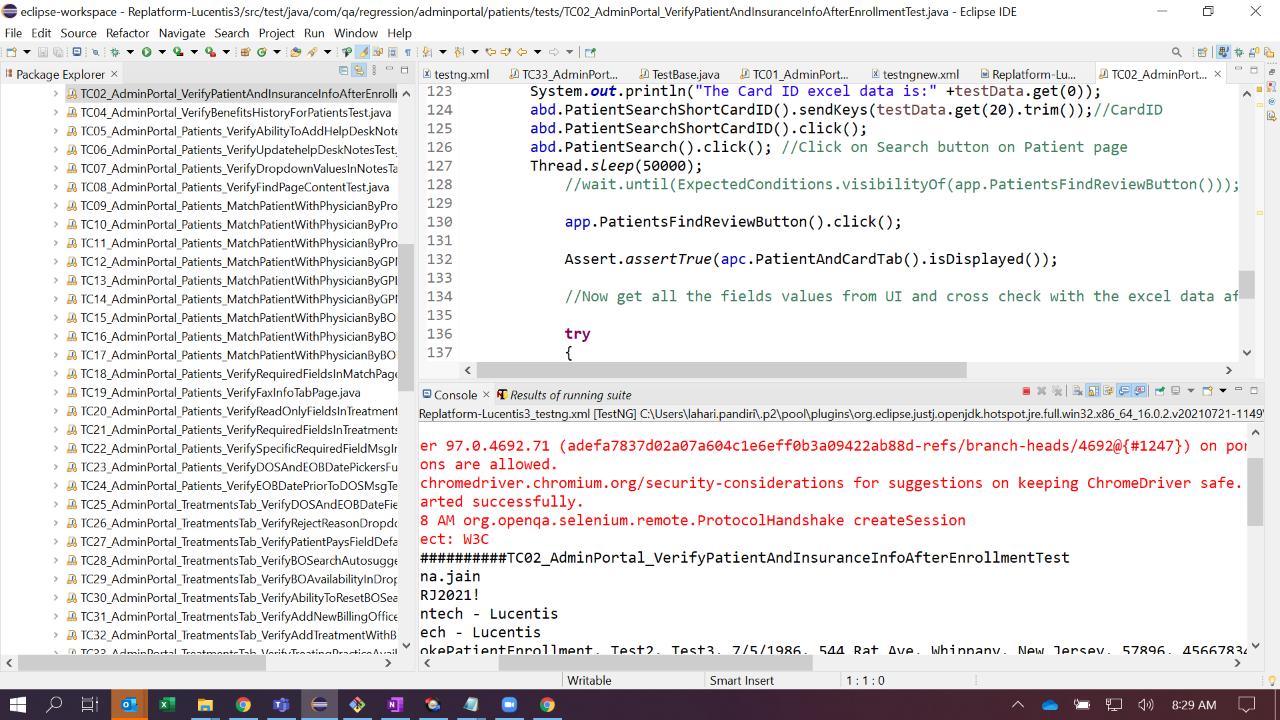 eclipse-workspace - Replatform-Lucentis3/src/test/java/com/qa/regression/adminportal/patients/tests/TC02_AdminPortal_VerifyPatientAndInsuranceInfoAfterEnrollmentTest.java - Eclipse IDE
File Edit Source Refactor Navigate Search Project Run Window Help
Package Explorer
TC02_AdminPortal_VerifyPatientAndInsuranceInfoAfterEnroll
TC04_AdminPortal_VerifyBenefitsHistoryForPatientsTest.java
TC05_AdminPortal_Patients_VerifyAbilityToAddHelpDeskNote
TC06_AdminPortal_Patients_VerifyUpdatehelpDeskNotesTest.
TC07_AdminPortal_Patients_VerifyDropdownValuesInNotesTa
TC08_AdminPortal_Patients_VerifyFindPageContentTest.java
TC09_AdminPortal_Patients_MatchPatientWithPhysicianByPro
TC10_AdminPortal_Patients_MatchPatientWithPhysicianByPro
TC11_AdminPortal_Patients_MatchPatientWithPhysicianByPro
TC12_AdminPortal_Patients_MatchPatientWithPhysicianByGPI
TC13_AdminPortal_Patients_MatchPatientWithPhysicianByGPI
TC14_AdminPortal_Patients_MatchPatientWithPhysicianByGPI
TC15_AdminPortal_Patients_MatchPatientWithPhysicianByBO
TC16_AdminPortal_Patients_MatchPatientWithPhysicianByBO
TC17_AdminPortal_Patients_MatchPatientWithPhysicianByBO
TC18_AdminPortal_Patients_VerifyRequiredFieldsInMatchPage
TC19_AdminPortal_Patients_VerifyFaxInfoTabPage.java
TC20_AdminPortal_Patients_VerifyReadOnlyFieldsInTreatment
TC21_AdminPortal_Patients_VerifyRequiredFieldsInTreatments
TC22_AdminPortal_Patients_VerifySpecificRequiredFieldMsgIr
TC23_AdminPortal_Patients_VerifyDOSAndEOBDatePickersFu
TC24_AdminPortal_Patients_VerifyEOBDatePriorToDOSMsgTe
TC25_AdminPortal_TreatmentsTab_VerifyDOSAndEOBDateFie
TC26_AdminPortal_TreatmentsTab_VerifyRejectReasonDropdo
TC27_AdminPortal_TreatmentsTab_VerifyPatientPaysFieldDefa
TC28_AdminPortal_TreatmentsTab_VerifyBOSearchAutosugge
TC29_AdminPortal_TreatmentsTab_VerifyBOAvailabilityInDrop
TC30_AdminPortal_TreatmentsTab_VerifyAbilityToResetBOSea
TC31_AdminPortal_TreatmentsTab_VerifyAddNewBillingOffice
TC32_AdminPortal_TreatmentsTab_VerifyAddTreatmentWithB
TC33_AdminPortal_TreatmentsTab_VerifyTreatingPracticeAvail
testng.xml TC33_AdminPort... TestBase.java TC01_AdminPort... testngnew.xml Replatform-Lu... TC02_AdminPort...
123 System.out.println("The Card ID excel data is:" +testData.get(0));
124 abd.PatientSearchShortCardID().sendKeys(testData.get(20).trim());//CardID
125 abd.PatientSearchShortCardID().click();
126 abd.PatientSearch().click(); //Click on Search button on Patient page
127 Thread.sleep(50000);
128 //wait.until(ExpectedConditions.visibilityOf(app.PatientsFindReviewButton()));
129
130 app.PatientsFindReviewButton().click();
131
132 Assert.assertTrue(apc.PatientAndCardTab().isDisplayed());
133
134 //Now get all the fields values from UI and cross check with the excel data af
135
136 try
137 {
Console Results of running suite
Replatform-Lucentis3_testng.xml [TestNG] C:\Users\lahari.pandiri\.p2\pool\plugins\org.eclipse.justj.openjdk.hotspot.jre.full.win32.x86_64_16.0.2.v20210721-1149
er 97.0.4692.71 (adefa7837d02a07a604c1e6eff0b3a09422ab88d-refs/branch-heads/4692@{#1247}) on por
ons are allowed.
chromedriver.chromium.org/security-considerations for suggestions on keeping ChromeDriver safe.
arted successfully.
8 AM org.openqa.selenium.remote.ProtocolHandshake createSession
ect: W3C
##########TC02_AdminPortal_VerifyPatientAndInsuranceInfoAfterEnrollmentTest
na.jain
RJ2021!
ntech - Lucentis
ech - Lucentis
okePatientEnrollment, Test2, Test3, 7/5/1986, 544 Rat Ave, Whippany, New Jersey, 57896, 45667834
Writable Smart Insert 1 : 1 : 0
8:29 AM